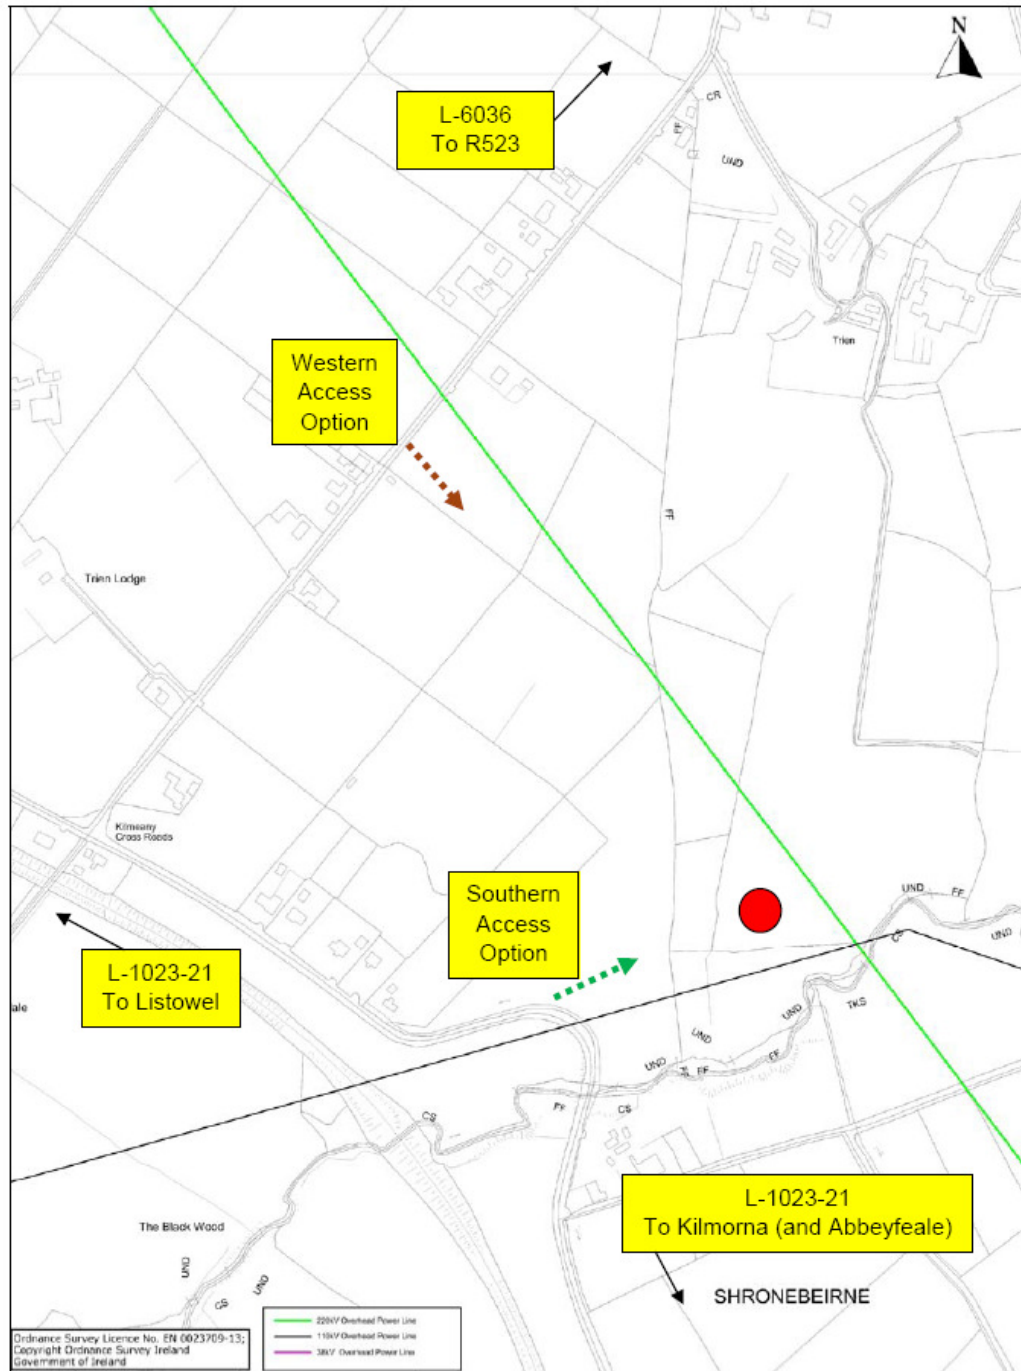 N
L-6036
To R523
CR
FF
UND
Trien
Western
Access
Option
FF
Trien Lodge
Kilmeany
Cross Roads
Southern
Access
Option
UND
FF
CS
UND
L-1023-21
To Listowel
ale
UND
TKS
UND
UND
FF
FF
FF
CS
FF
CS
L-1023-21
To Kilmorna (and Abbeyfeale)
The Black Wood
UND
UND
CS
SHRONEBEIRNE
220kV Overhead Power Line
110kV Overhead Power Line
38kV Overhead Power Line
Ordnance Survey Licence No. EN 0023709-13;
Copyright Ordnance Survey Ireland
Government of Ireland